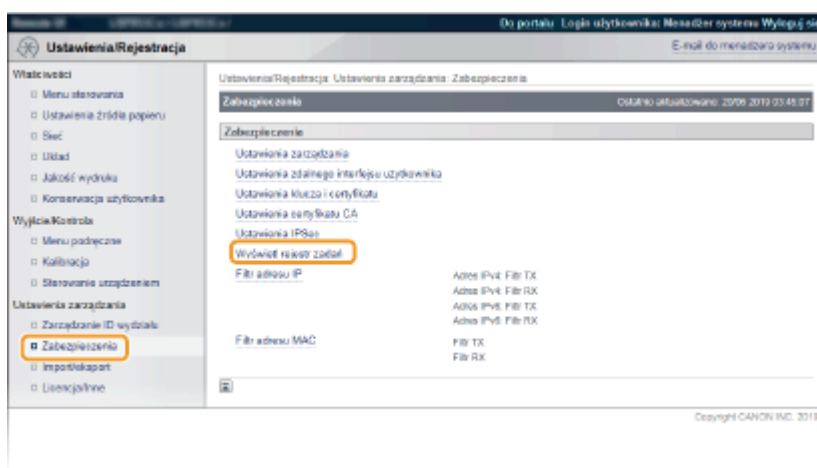 Do portalu Login użytkownika: Menedżer systemu Wyloguj się
Ustawienia/Rejestracja
E-mail do menadżera systemu
Właściwości
Menu sterowania
Ustawienia źródła papieru
Sieć
Układ
Jakość wydruku
Konserwacja użytkownika
Wyjście/Kontrola
Menu podręczne
Kalibracja
Sterowanie urządzeniem
Ustawienia zarządzania
Zarządzanie ID wydziału
Zabezpieczenia
Import/eksport
Licencja/Inne
Ustawienia/Rejestracja: Ustawienia zarządzania: Zabezpieczenia
Zabezpieczenia
Ostatnio aktualizowano: 20/06 2019 03:45:07
Zabezpieczenie
Ustawienia zarządzania
Ustawienia zdalnego interfejsu użytkownika
Ustawienia klucza i certyfikatu
Ustawienia certyfikatu CA
Ustawienia IPSec
Wyświetl rejestr zadań
Filtr adresu IP
Adres IPv4: Filtr TX
Adres IPv4: Filtr RX
Adres IPv6: Filtr TX
Adres IPv6: Filtr RX
Filtr adresu MAC
Filtr TX
Filtr RX
Copyright CANON INC. 2019